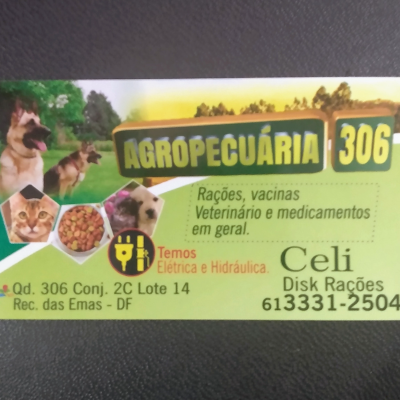 AGROPECUÁRIA 306
Rações, vacinas
Veterinário e medicamentos
em geral.
Temos
Elétrica e Hidráulica.
Celi
Disk Rações
613331-2504
Qd. 306 Conj. 2C Lote 14
Rec. das Emas - DF